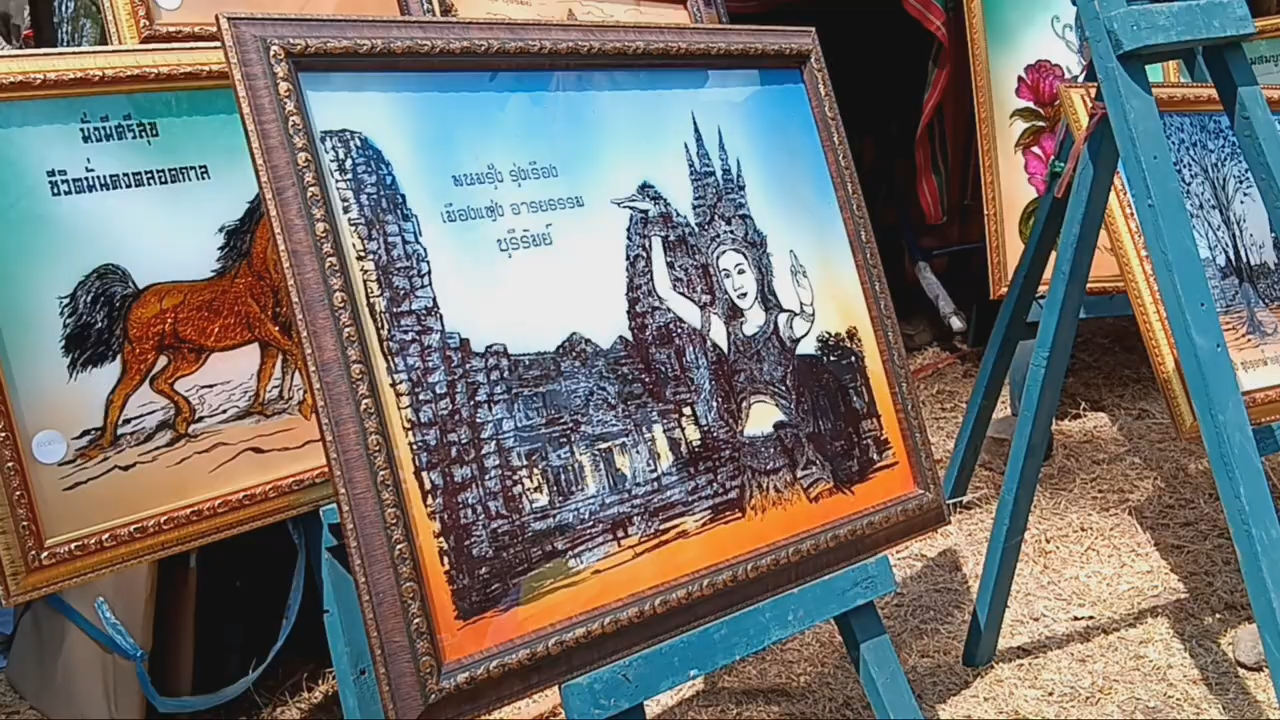 มั่งมีศรีสุข
ชีวิตมั่นคงตลอดกาล
พนมรุ้ง รุ่งเรือง
เมืองแห่ง อารยธรรม
บุรีรัมย์